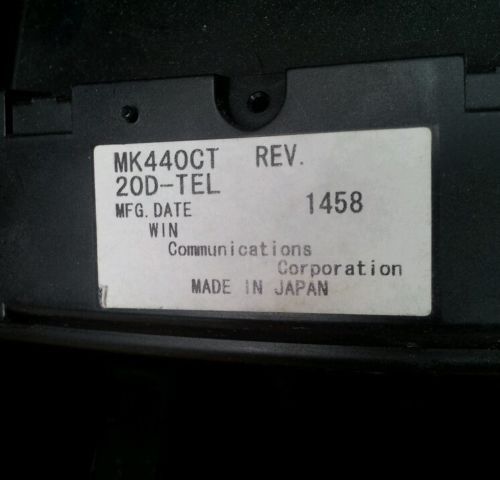 MK440CT REV.
20D-TEL
MFG. DATE 1458
WIN
Communications
Corporation
MADE IN JAPAN